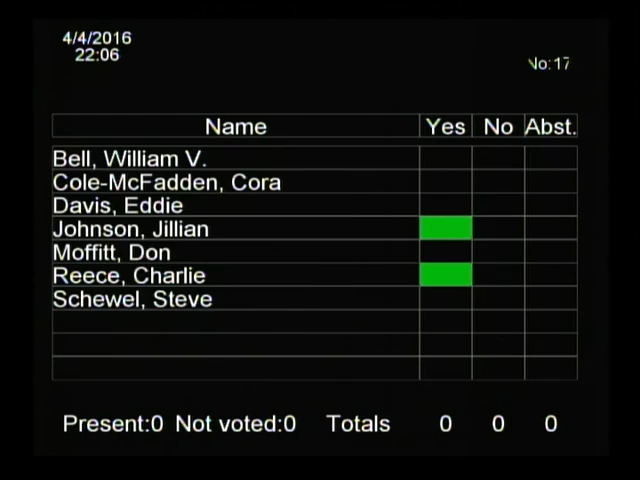 4/4/2016
22:06
No:17
Name Yes No Abst.
Bell, William V.
Cole-McFadden, Cora
Davis, Eddie
Johnson, Jillian
Moffitt, Don
Reece, Charlie
Schewel, Steve
Present:0 Not voted:0 Totals 0 0 0